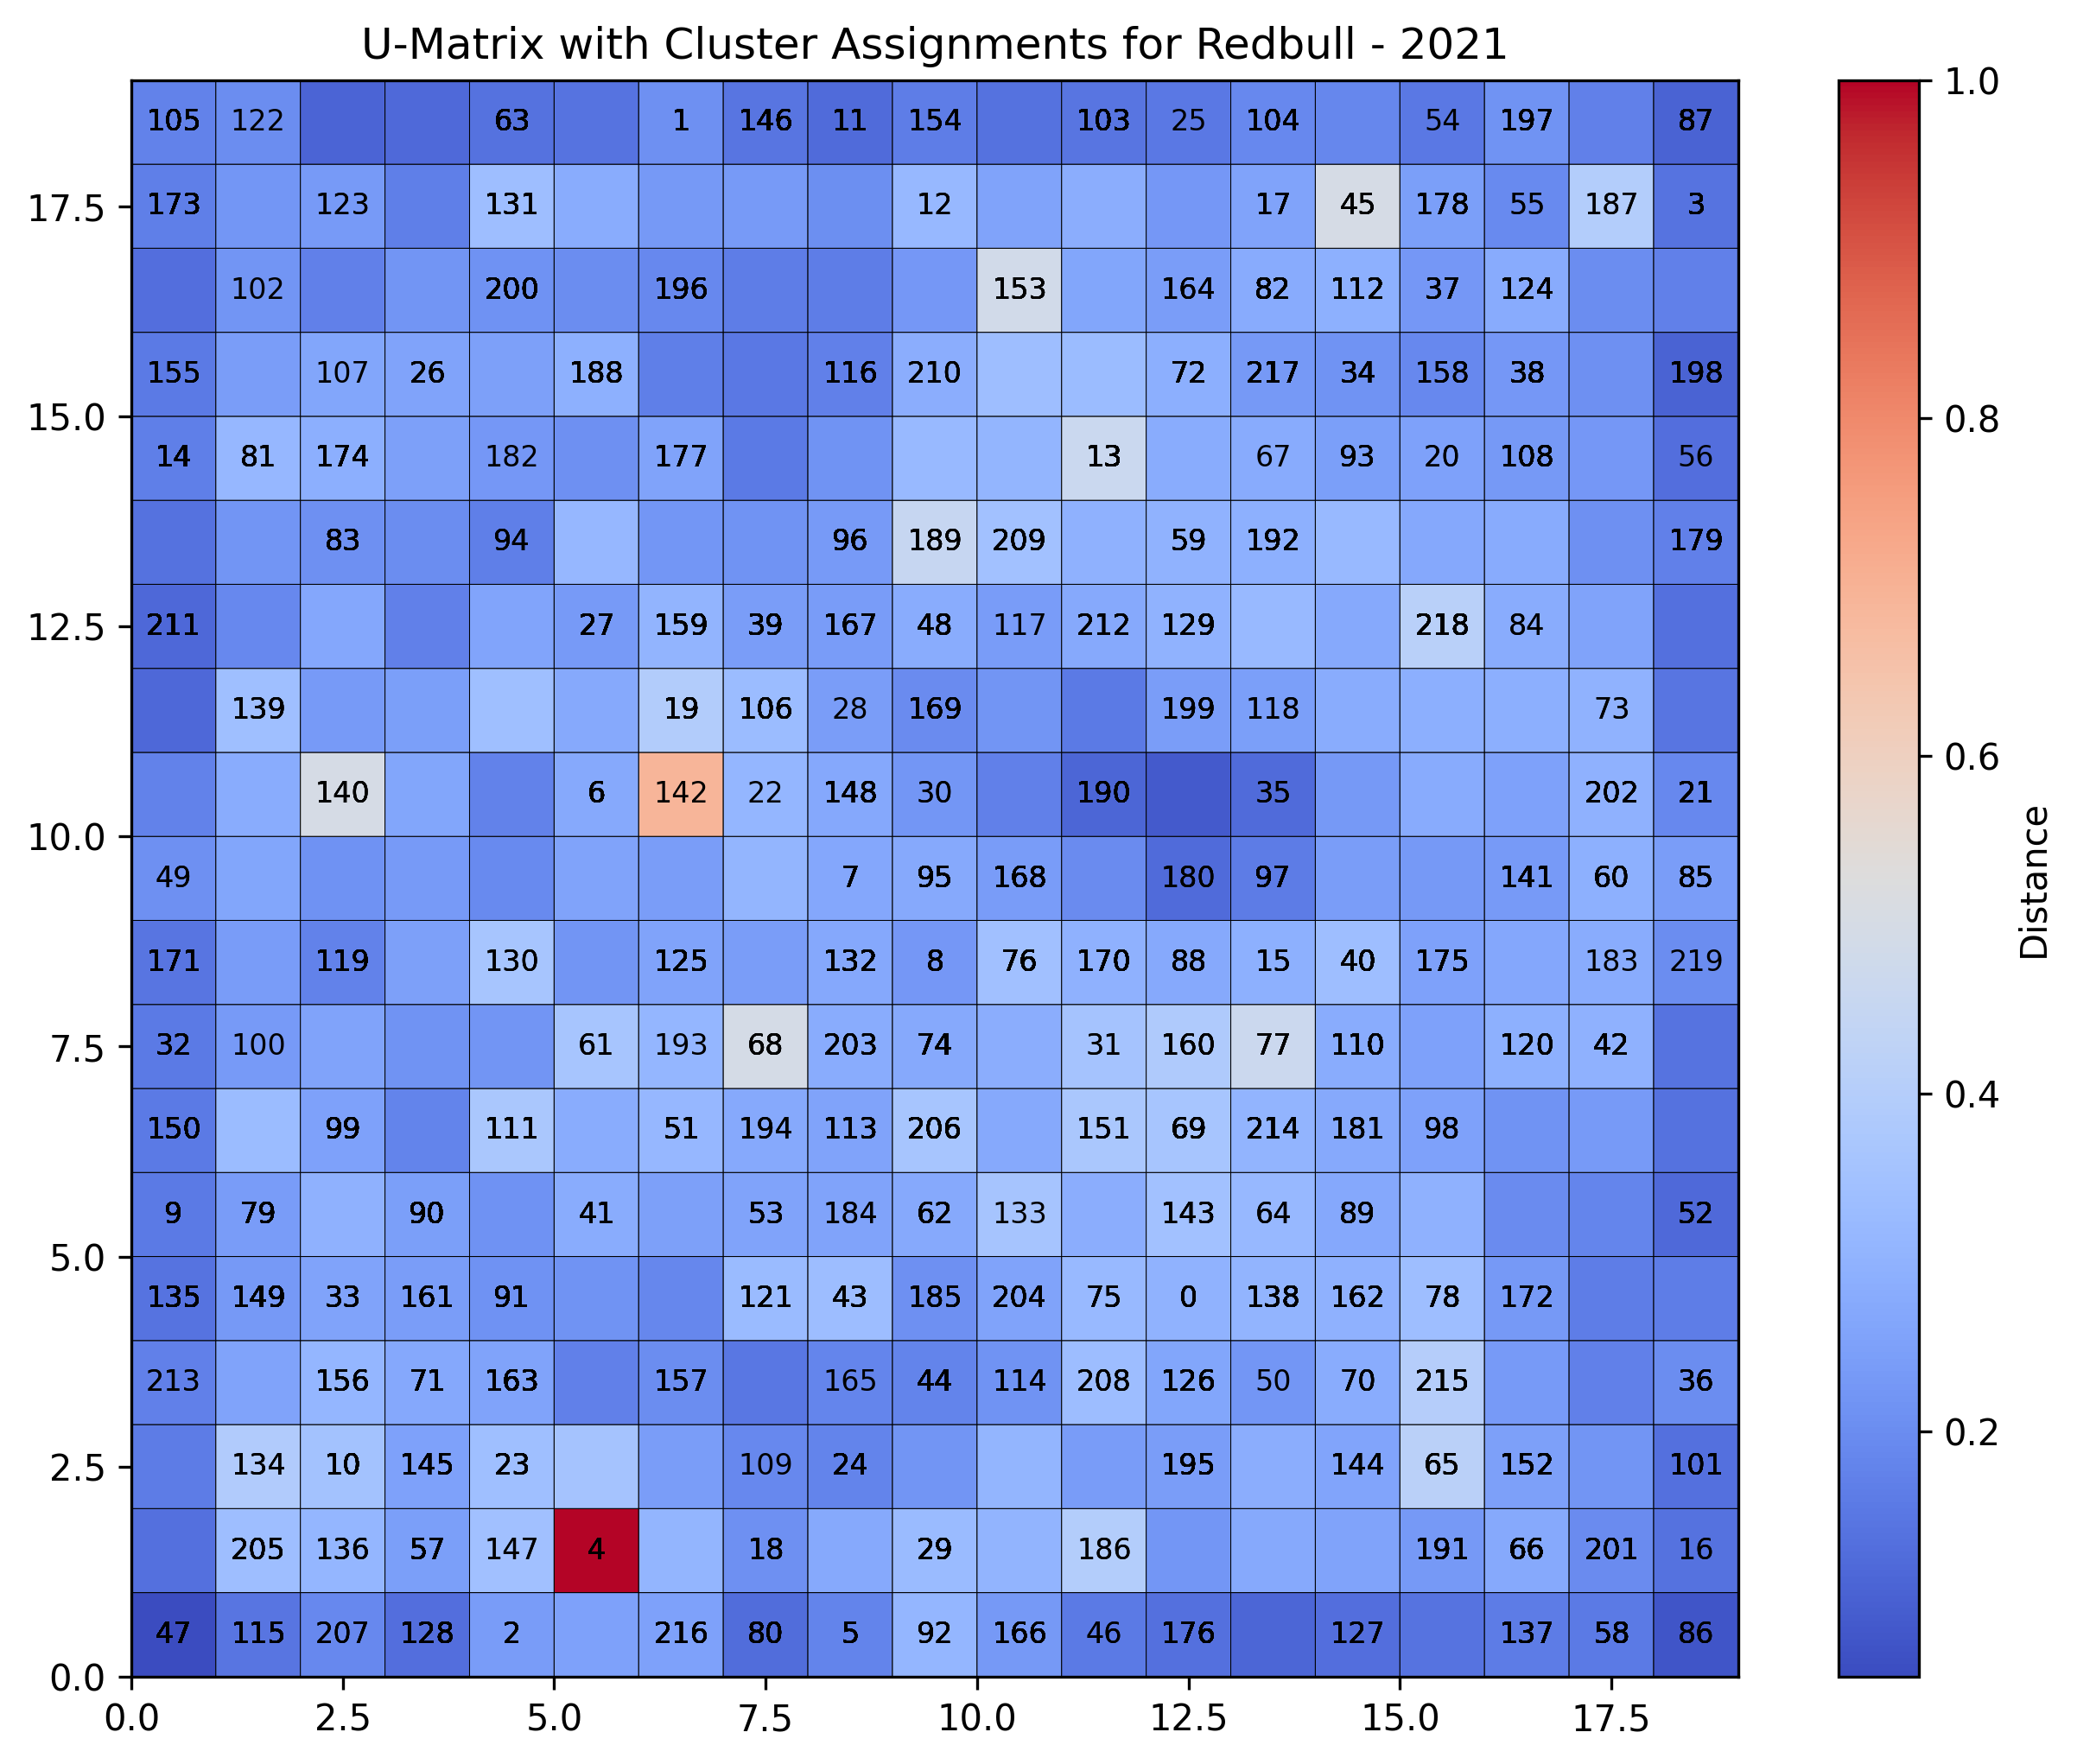 U-Matrix with Cluster Assignments for Redbull - 2021
105 122 63 1 146 11 154 103 25 104 54 197 87
17.5 173 123 131 12 17 45 178 55 187 3
102 200 196 153 164 82 112 37 124
155 107 26 188 116 210 72 217 34 158 38 198
15.0
14 81 174 182 177 13 67 93 20 108 56
83 94 96 189 209 59 192 179
12.5 211 27 159 39 167 48 117 212 129 218 84
139 19 106 28 169 199 118 73
140 6 142 22 148 30 190 35 202 21
10.0
49 7 95 168 180 97 141 60 85
171 119 130 125 132 8 76 170 88 15 40 175 183 219
7.5 32 100 61 193 68 203 74 31 160 77 110 120 42
150 99 111 51 194 113 206 151 69 214 181 98
9 79 90 41 53 184 62 133 143 64 89 52
5.0
135 149 33 161 91 121 43 185 204 75 0 138 162 78 172
213 156 71 163 157 165 44 114 208 126 50 70 215 36
2.5 134 10 145 23 109 24 195 144 65 152 101
205 136 57 147 4 18 29 186 191 66 201 16
47 115 207 128 2 216 80 5 92 166 46 176 127 137 58 86
0.0
0.0 2.5 5.0 7.5 10.0 12.5 15.0 17.5
1.0
0.8
0.6
0.4
0.2
Distance